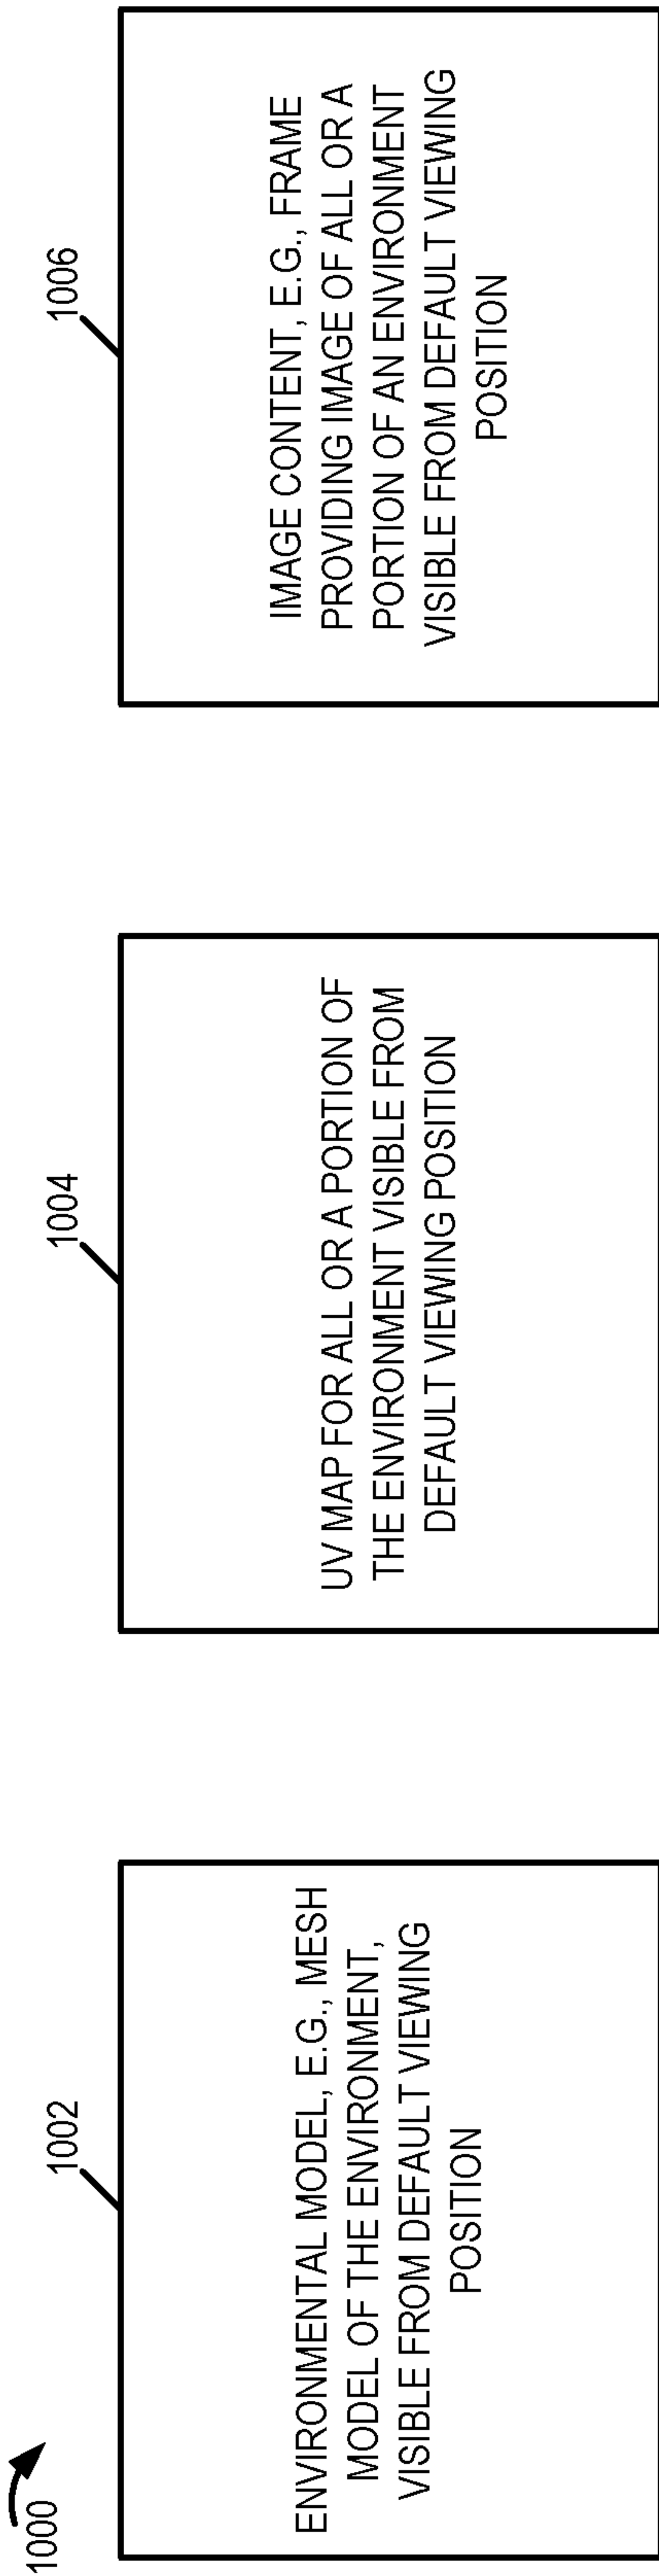 1000
1002
ENVIRONMENTAL MODEL, E.G., MESH
MODEL OF THE ENVIRONMENT,
VISIBLE FROM DEFAULT VIEWING
POSITION
1004
UV MAP FOR ALL OR A PORTION OF
THE ENVIRONMENT VISIBLE FROM
DEFAULT VIEWING POSITION
1006
IMAGE CONTENT, E.G., FRAME
PROVIDING IMAGE OF ALL OR A
PORTION OF AN ENVIRONMENT
VISIBLE FROM DEFAULT VIEWING
POSITION